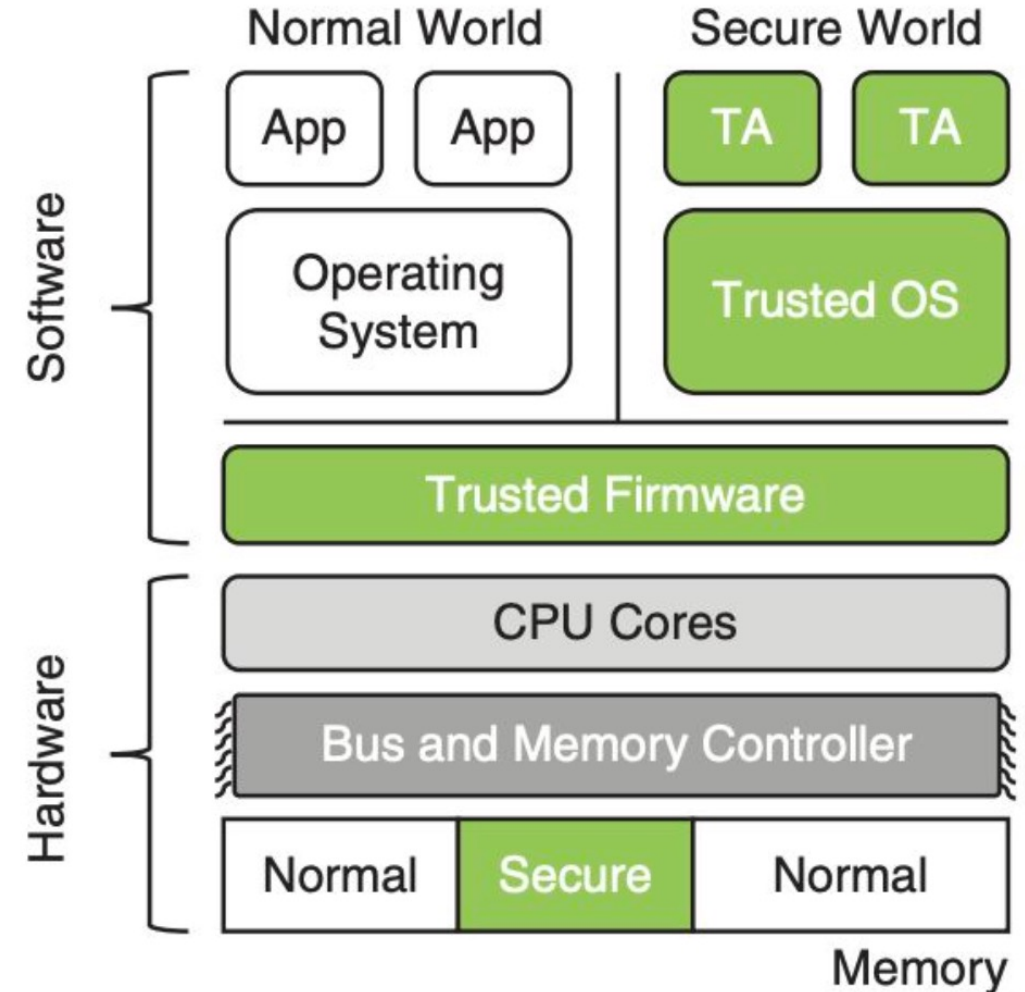 Normal World
Secure World
Software
App
App
TA
TA
Operating
System
Trusted OS
Trusted Firmware
Hardware
CPU Cores
Bus and Memory Controller
Normal
Secure
Normal
Memory